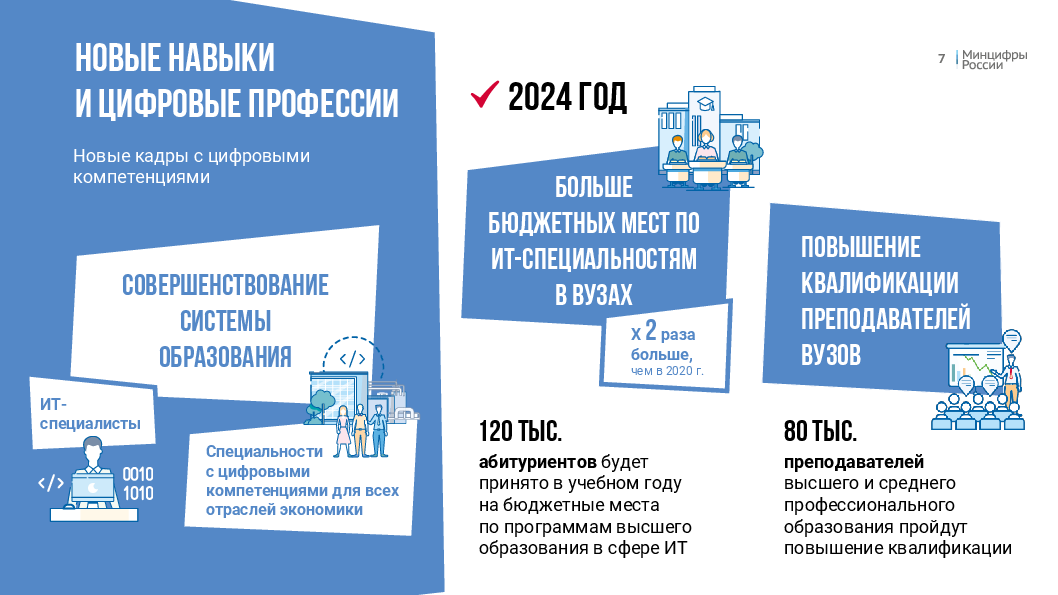 НОВЫЕ НАВЫКИ
И ЦИФРОВЫЕ ПРОФЕССИИ
Новые кадры с цифровыми
компетенциями
СОВЕРШЕНСТВОВАНИЕ
СИСТЕМЫ
ОБРАЗОВАНИЯ
</>
ИТ-
специалисты
</>
0010
1010
Специальности
с цифровыми
компетенциями для всех
отраслей экономики
7
Минцифры
России
2024 ГОД
БОЛЬШЕ
БЮДЖЕТНЫХ МЕСТ ПО
ИТ-СПЕЦИАЛЬНОСТЯМ
В ВУЗАХ
X 2 раза
больше,
чем в 2020 г.
120 ТЫС.
абитуриентов будет
принято в учебном году
на бюджетные места
по программам высшего
образования в сфере ИТ
ПОВЫШЕНИЕ
КВАЛИФИКАЦИИ
ПРЕПОДАВАТЕЛЕЙ
ВУЗОВ
80 ТЫС.
преподавателей
высшего и среднего
профессионального
образования пройдут
повышение квалификации